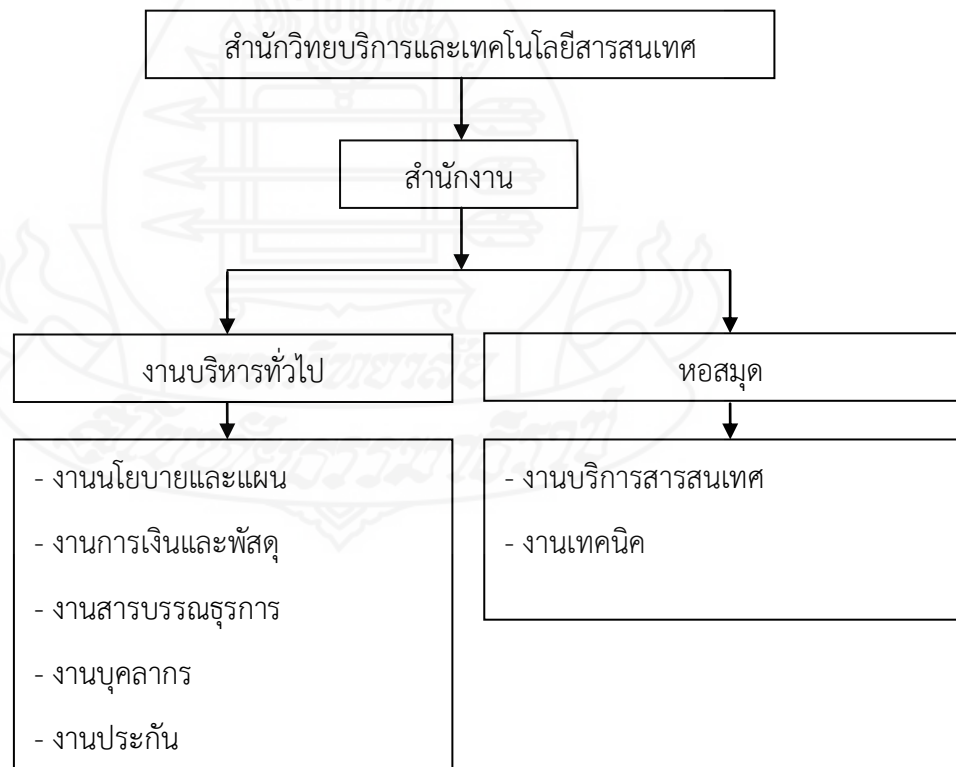 สำนักวิทยบริการและเทคโนโลยีสารสนเทศ
สำนักงาน
งานบริหารทั่วไป
หอสมุด
- งานนโยบายและแผน
- งานการเงินและพัสดุ
- งานสารบรรณธุรการ
- งานบุคลากร
- งานประกัน
- งานบริการสารสนเทศ
- งานเทคนิค